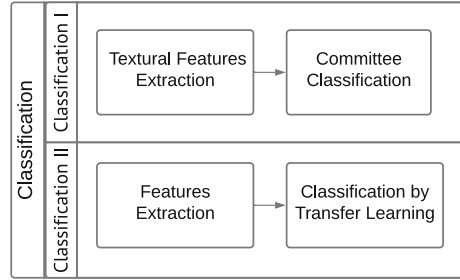 Classification
Classification I
Textural Features
Extraction
Committee
Classification
Classification II
Features
Extraction
Classification by
Transfer Learning